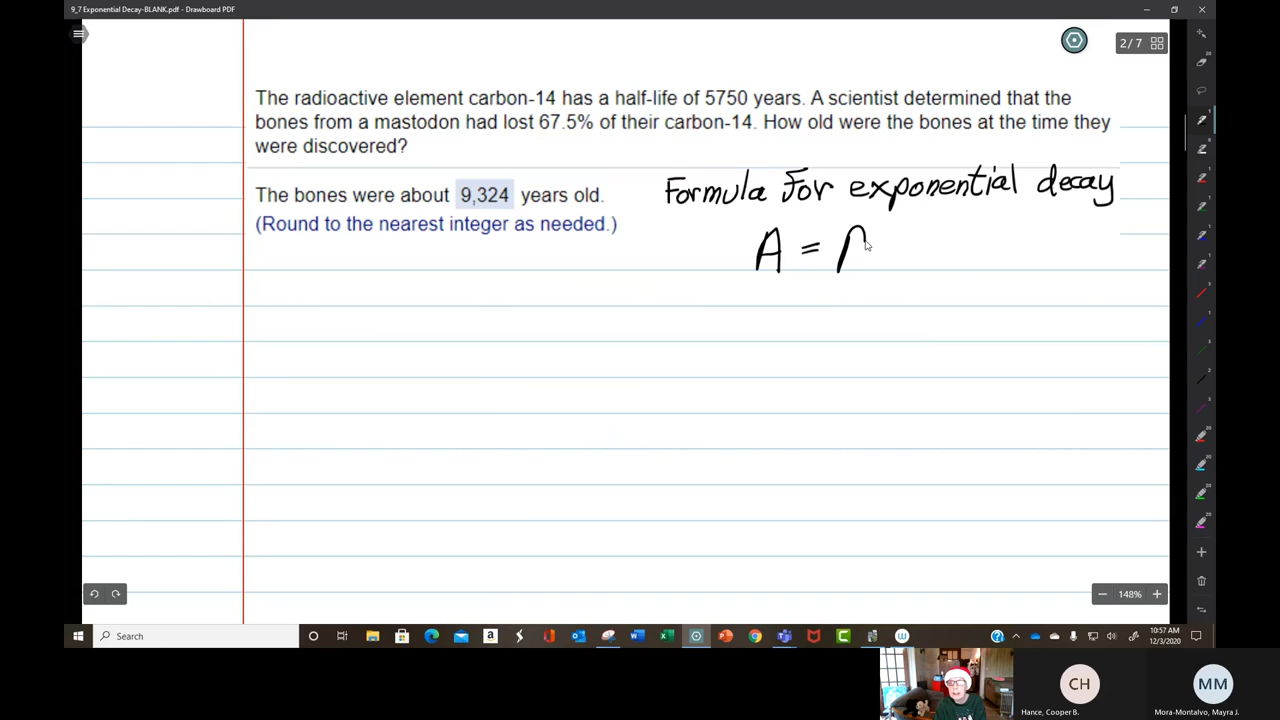 9_7 Exponential Decay-BLANK.pdf - Drawboard PDF
2 / 7
The radioactive element carbon-14 has a half-life of 5750 years. A scientist determined that the
bones from a mastodon had lost 67.5% of their carbon-14. How old were the bones at the time they
were discovered?
The bones were about 9,324 years old.
(Round to the nearest integer as needed.)
Formula For exponential decay
A =
148%
Search
10:57 AM
12/3/2020
CH
MM
Hance, Cooper B.
Mora-Montalvo, Mayra J.